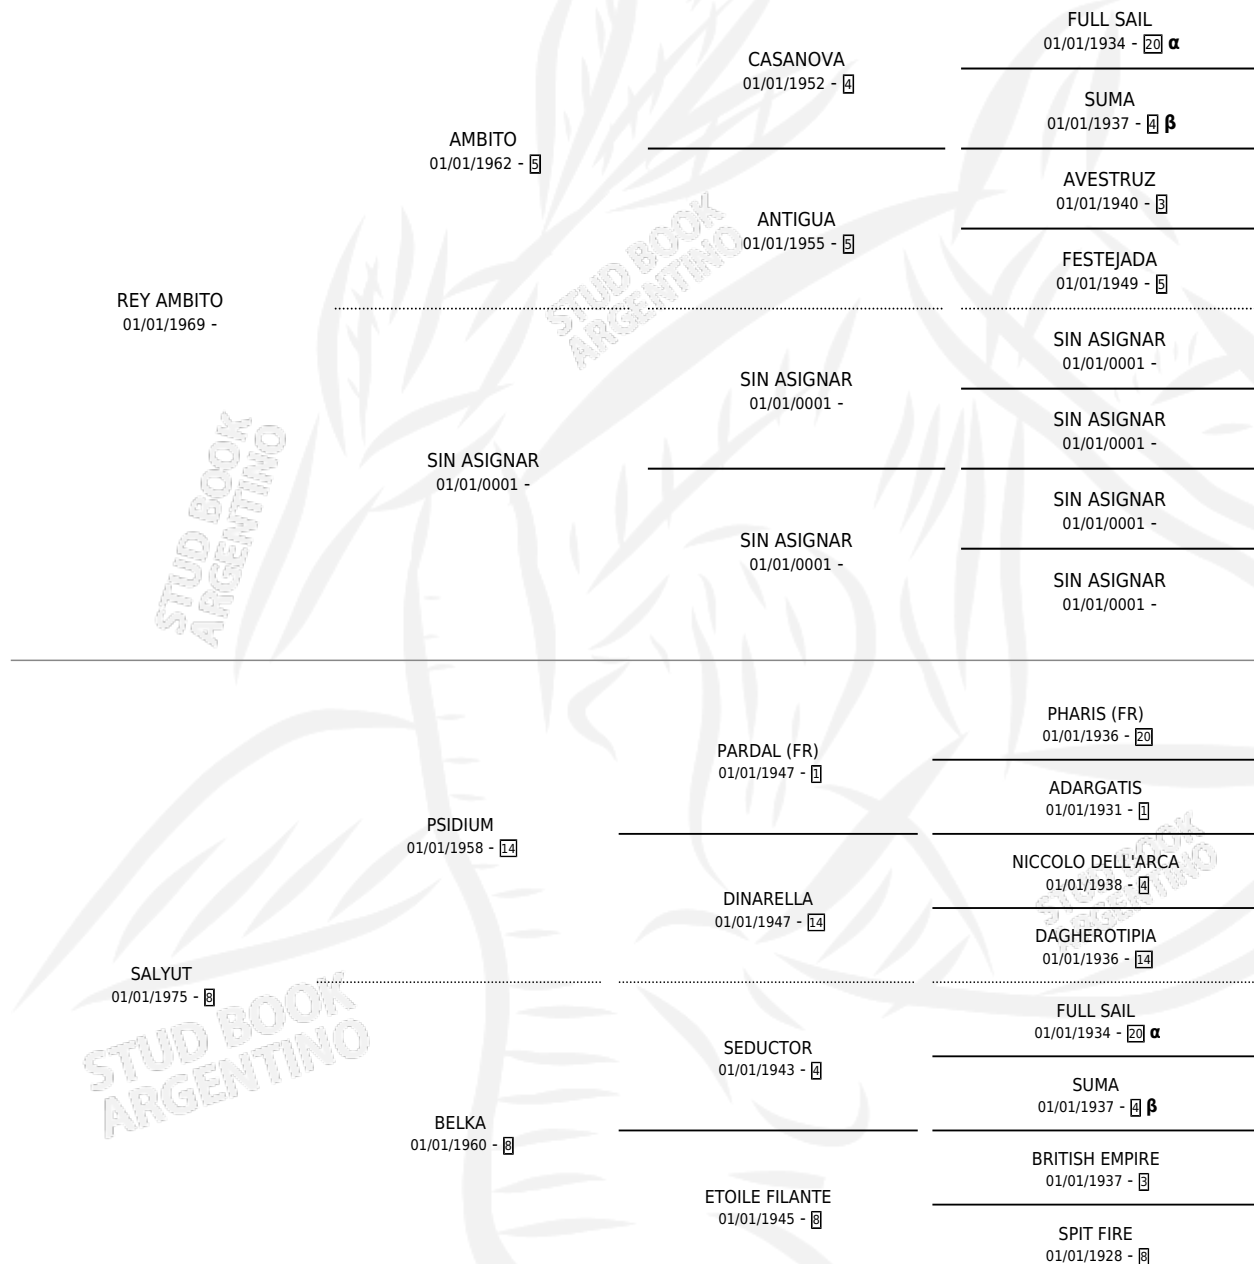 FULL SAIL
01/01/1934 - 20 α
CASANOVA
01/01/1952 - 4
SUMA
01/01/1937 - 4 β
AMBITO
01/01/1962 - 5
AVESTRUZ
01/01/1940 - 3
ANTIGUA
01/01/1955 - 5
FESTEJADA
01/01/1949 - 5
REY AMBITO
01/01/1969 -
SIN ASIGNAR
01/01/0001 -
SIN ASIGNAR
01/01/0001 -
SIN ASIGNAR
01/01/0001 -
SIN ASIGNAR
01/01/0001 -
SIN ASIGNAR
01/01/0001 -
SIN ASIGNAR
01/01/0001 -
SIN ASIGNAR
01/01/0001 -
STUD BOOK
ARGENTINO
STUD BOOK
ARGENTINO
PHARIS (FR)
01/01/1936 - 20
PARDAL (FR)
01/01/1947 - 1
ADARGATIS
01/01/1931 - 1
PSIDIUM
01/01/1958 - 14
NICCOLO DELL'ARCA
01/01/1938 - 4
DINARELLA
01/01/1947 - 14
DAGHEROTIPIA
01/01/1936 - 14
STUD BOOK
ARGENTINO
SALYUT
01/01/1975 - 8
FULL SAIL
01/01/1934 - 20 α
SEDUCTOR
01/01/1943 - 4
SUMA
01/01/1937 - 4 β
BELKA
01/01/1960 - 8
BRITISH EMPIRE
01/01/1937 - 3
ETOILE FILANTE
01/01/1945 - 8
SPIT FIRE
01/01/1928 - 8
STUD BOOK
ARGENTINO